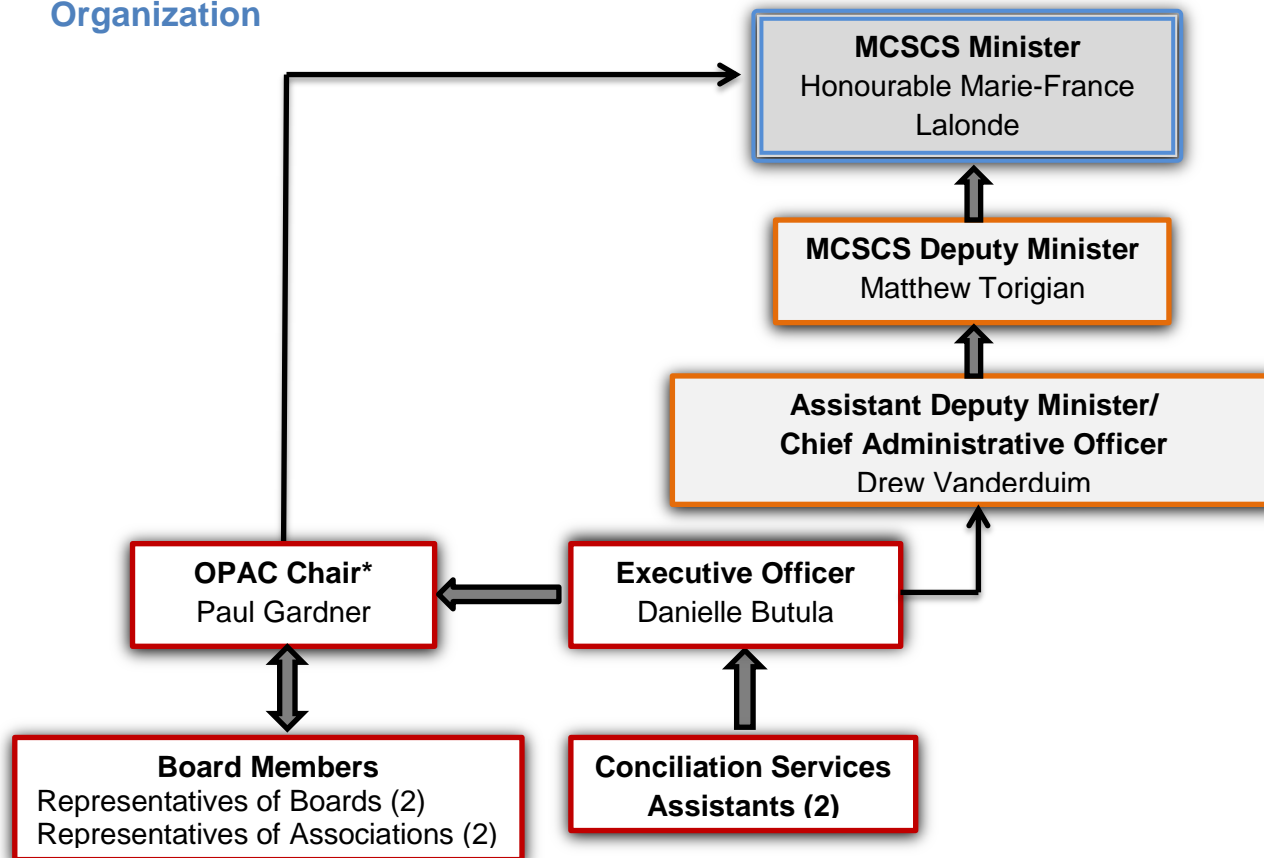 Organization
MCSCS Minister
Honourable Marie-France
Lalonde
MCSCS Deputy Minister
Matthew Torigian
Assistant Deputy Minister/
Chief Administrative Officer
Drew Vanderduim
OPAC Chair*
Paul Gardner
Executive Officer
Danielle Butula
Board Members
Representatives of Boards (2)
Representatives of Associations (2)
Conciliation Services
Assistants (2)